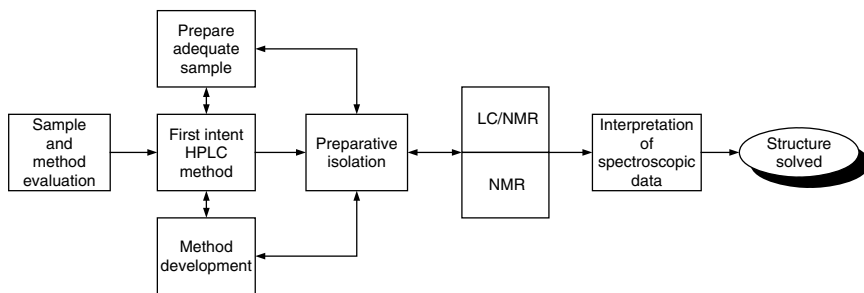 Prepare
adequate
sample
Sample
and
method
evaluation
First intent
HPLC
method
Preparative
isolation
LC/NMR
NMR
Interpretation
of
spectroscopic
data
Structure
solved
Method
development